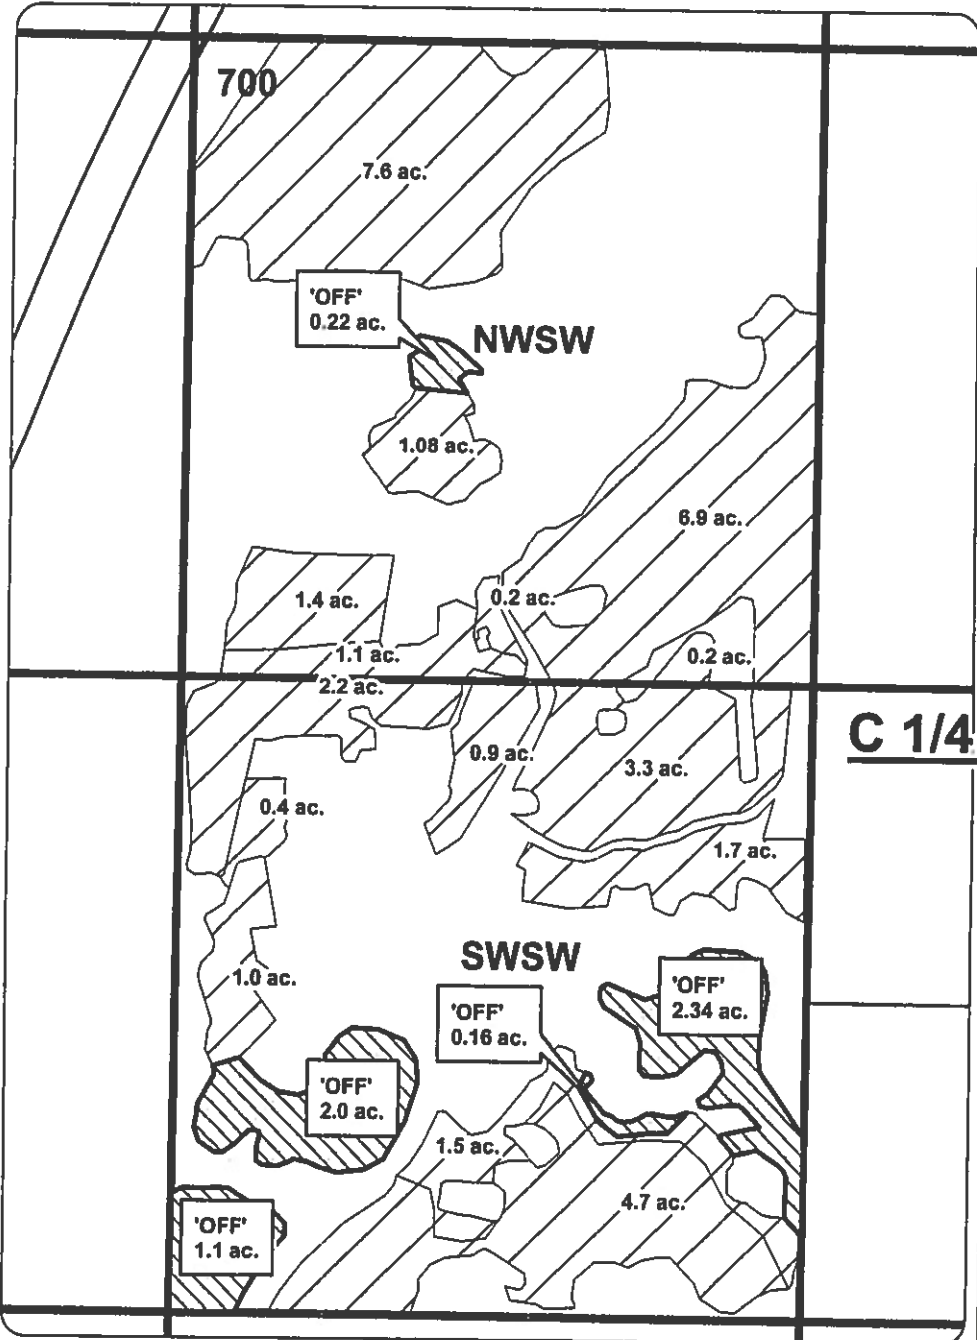 700
7.6 ac.
'OFF'
0.22 ac.
NWSW
1.08 ac.
6.9 ac.
1.4 ac.
0.2 ac.
1.1 ac.
0.2 ac.
2.2 ac.
C 1/4
0.9 ac.
3.3 ac.
0.4 ac.
1.7 ac.
SWSW
1.0 ac.
'OFF'
2.34 ac.
'OFF'
0.16 ac.
'OFF'
2.0 ac.
1.5 ac.
4.7 ac.
'OFF'
1.1 ac.